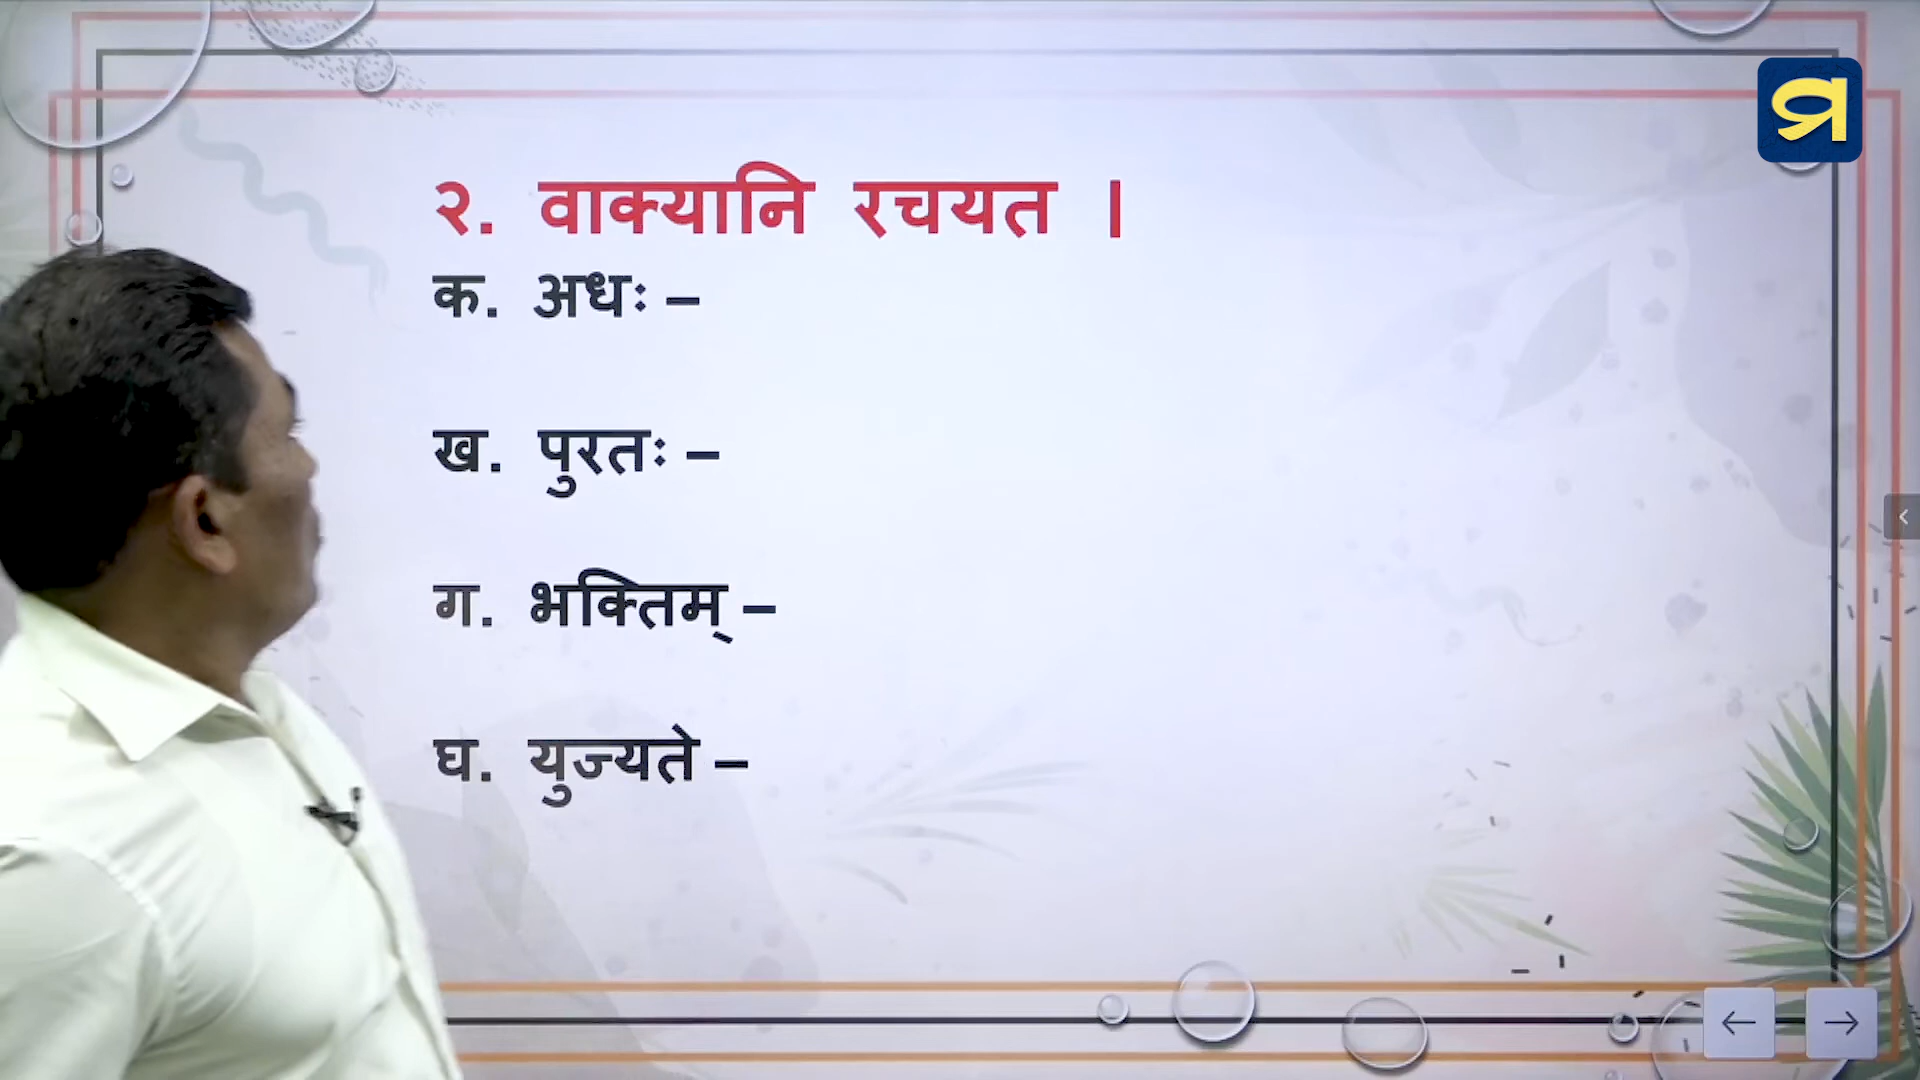 २. वाक्यानि रचयत ।
क. अधः –
ख. पुरतः –
ग. भक्तिम् –
घ. युज्यते –